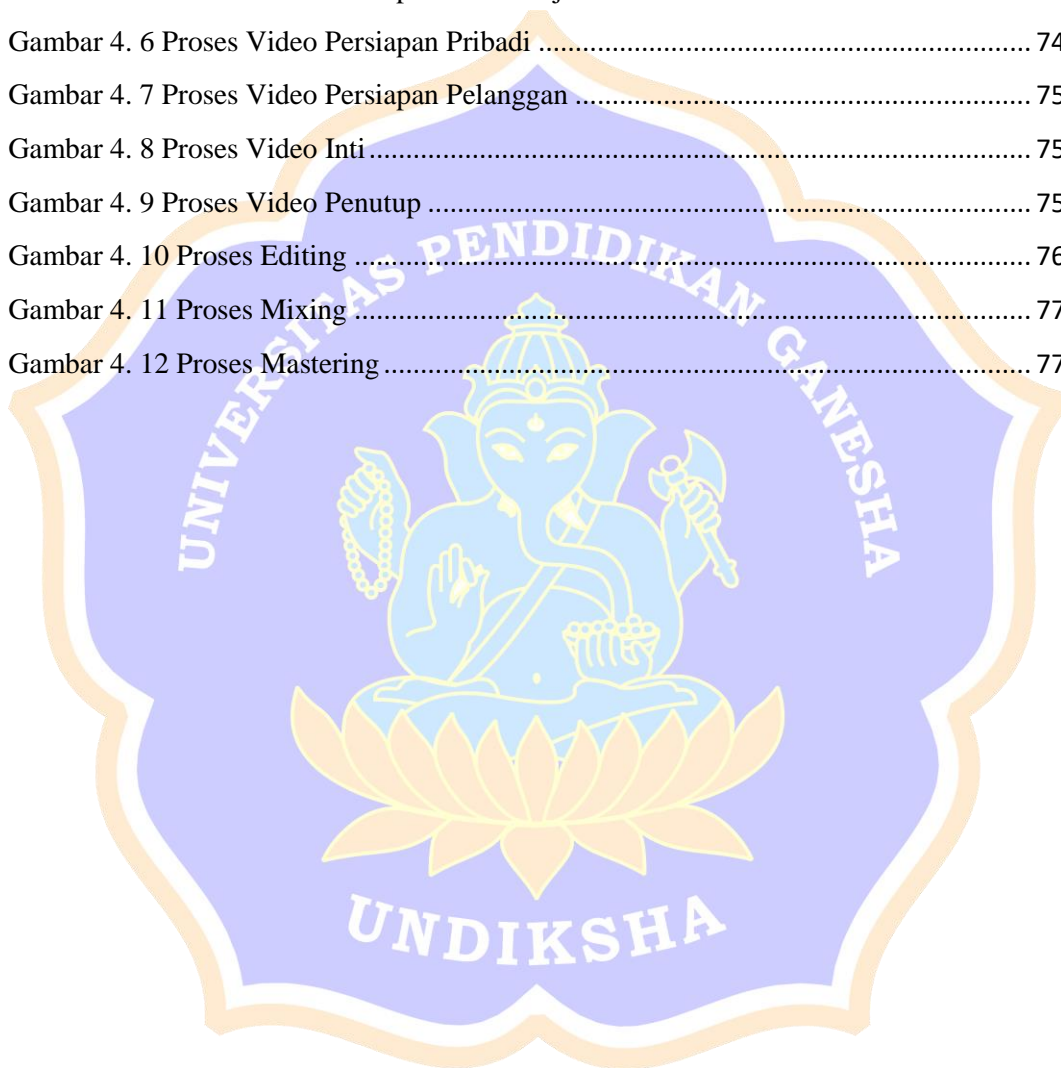 Gambar 4. 6 Proses Video Persiapan Pribadi ........................................................................ 74
Gambar 4. 7 Proses Video Persiapan Pelanggan ................................................................. 75
Gambar 4. 8 Proses Video Inti ............................................................................................. 75
Gambar 4. 9 Proses Video Penutup ..................................................................................... 75
Gambar 4. 10 Proses Editing ............................................................................................... 76
Gambar 4. 11 Proses Mixing ............................................................................................... 77
Gambar 4. 12 Proses Mastering ........................................................................................... 77
UNIVERSITAS PENDIDIKAN GANESHA
UNDIKSHA